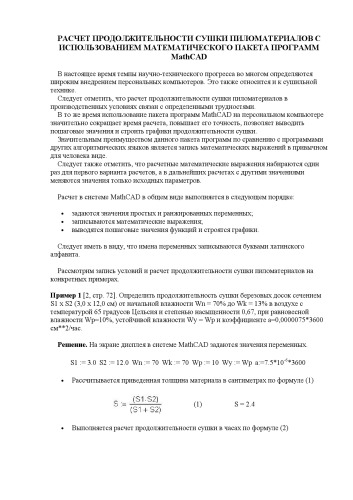 РАСЧЕТ ПРОДОЛЖИТЕЛЬНОСТИ СУШКИ ПИЛОМАТЕРИАЛОВ С
ИСПОЛЬЗОВАНИЕМ МАТЕМАТИЧЕСКОГО ПАКЕТА ПРОГРАММ
MathCAD
В настоящее время темпы научно-технического прогресса во многом определяются
широким внедрением персональных компьютеров. Это также относится и к сушильной
технике.
Следует отметить, что расчет продолжительности сушки пиломатериалов в
производственных условиях связан с определенными трудностями.
В то же время использование пакета программ MathCAD на персональном компьютере
значительно сокращает время расчета, повышает его точность, позволяет выводить
пошаговые значения и строить графики продолжительности сушки.
Значительным преимуществом данного пакета программ по сравнению с программами
других алгоритмических языков является запись математических выражений в привычном
для человека виде.
Следует также отметить, что расчетные математические выражения набираются один
раз для первого варианта расчетов, а в дальнейших расчетах с другими значениями
меняются значения только исходных параметров.
Расчет в системе MathCAD в общем виде выполняется в следующем порядке:
• задаются значения простых и ранжированных переменных;
• записываются математические выражения;
• выводятся пошаговые значения функций и строятся графики.
Следует иметь в виду, что имена переменных записываются буквами латинского
алфавита.
Рассмотрим запись условий и расчет продолжительности сушки пиломатериалов на
конкретных примерах.
Пример 1 [2, стр. 72]. Определить продолжительность сушки березовых досок сечением
S1 x S2 (3,0 x 12,0 см) от начальной влажности Wn = 70% до Wk = 13% в воздухе с
температурой 65 градусов Цельсия и степенью насыщенности 0,67, при равновесной
влажности Wp=10%, устойчивой влажности Wy = Wp и коэффициенте a=0,0000075*3600
см**2/час.
Решение. На экране дисплея в системе MathCAD задаются значения переменных.
S1 := 3.0 S2 := 12.0 Wn := 70 Wk := 70 Wp := 10 Wy := Wp a:=7.5*10⁻⁶*3600
• Рассчитывается приведенная толщина материала в сантиметрах по формуле (1)
S := (S1·S2) / (S1 + S2) (1) S = 2.4
• Выполняется расчет продолжительности сушки в часах по формуле (2)